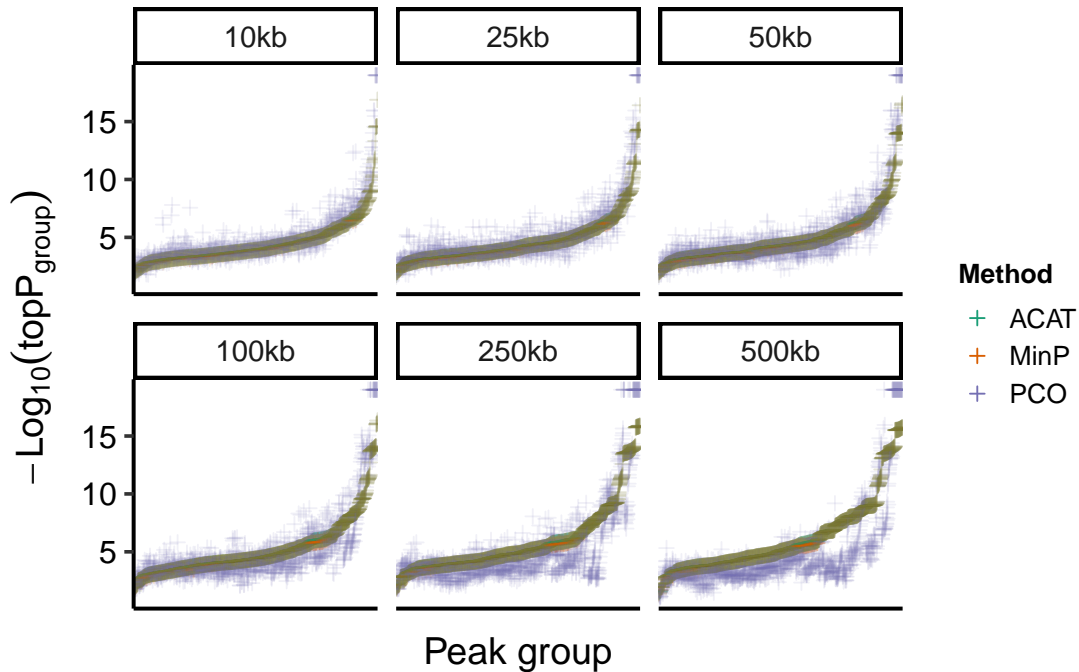 10kb 25kb 50kb
15
10
5
−Log10(topPgroup)
Method
ACAT
MinP
PCO
100kb 250kb 500kb
15
10
5
Peak group